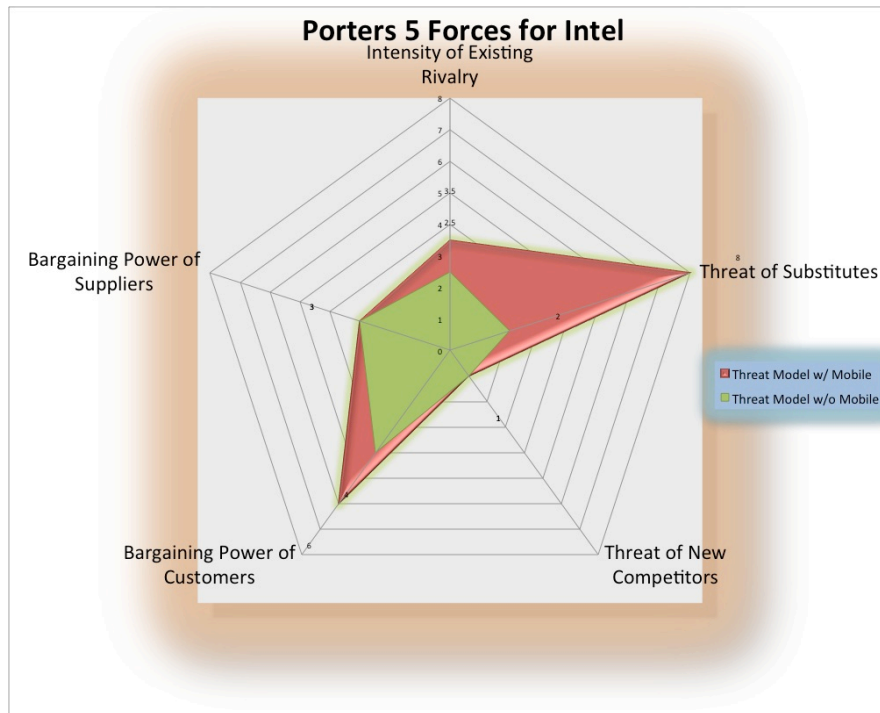 Porters 5 Forces for Intel
Intensity of Existing
Rivalry
8
7
6
3.5
5
2.5
4
3
2
1
0
Bargaining Power of
Suppliers
3
8
Threat of Substitutes
2
Threat Model w/ Mobile
Threat Model w/o Mobile
1
4
6
Bargaining Power of
Customers
Threat of New
Competitors